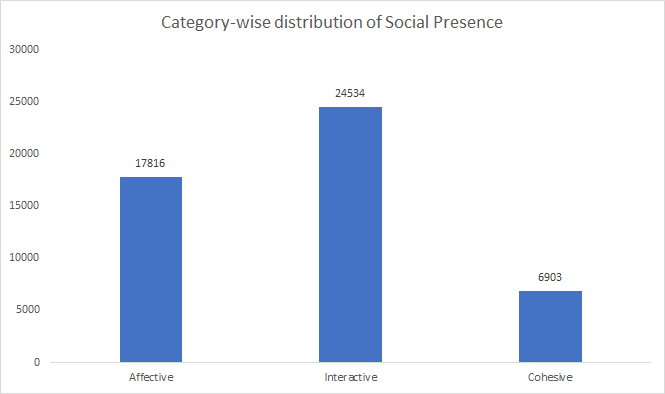 Category-wise distribution of Social Presence
30000
25000
20000
15000
10000
5000
0
17816
24534
6903
Affective
Interactive
Cohesive